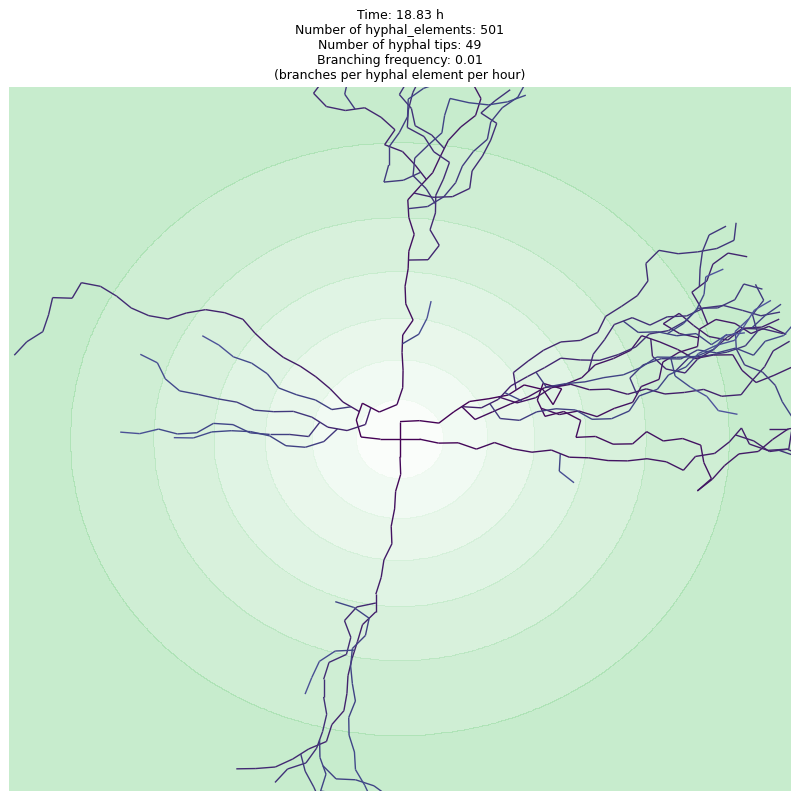 Time: 18.83 h
Number of hyphal_elements: 501
Number of hyphal tips: 49
Branching frequency: 0.01
(branches per hyphal element per hour)